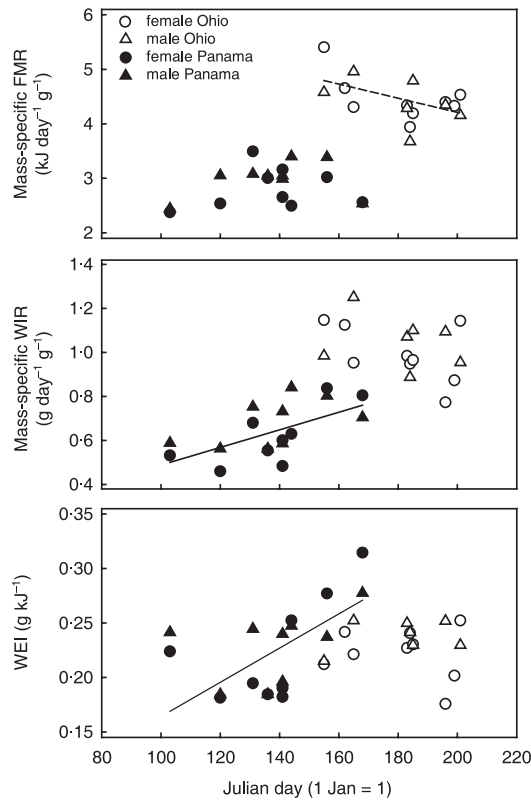 6
5
4
3
2
Mass-specific FMR
(kJ day⁻¹ g⁻¹)
female Ohio
male Ohio
female Panama
male Panama
1·4
1·2
1·0
0·8
0·6
0·4
Mass-specific WIR
(g day⁻¹ g⁻¹)
0·35
0·30
0·25
0·20
0·15
WEI (g kJ⁻¹)
80 100 120 140 160 180 200 220
Julian day (1 Jan = 1)